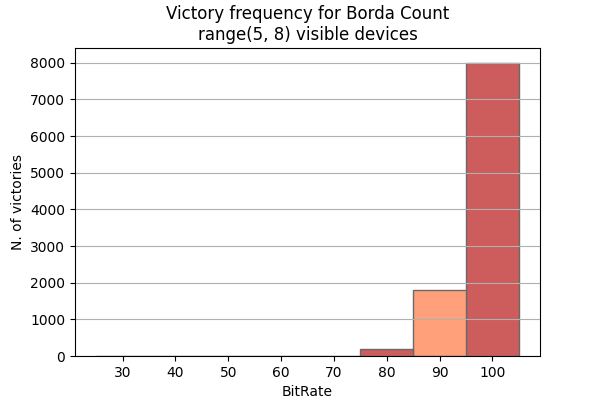 Victory frequency for Borda Count
range(5, 8) visible devices
N. of victories
8000
7000
6000
5000
4000
3000
2000
1000
0
30 40 50 60 70 80 90 100
BitRate